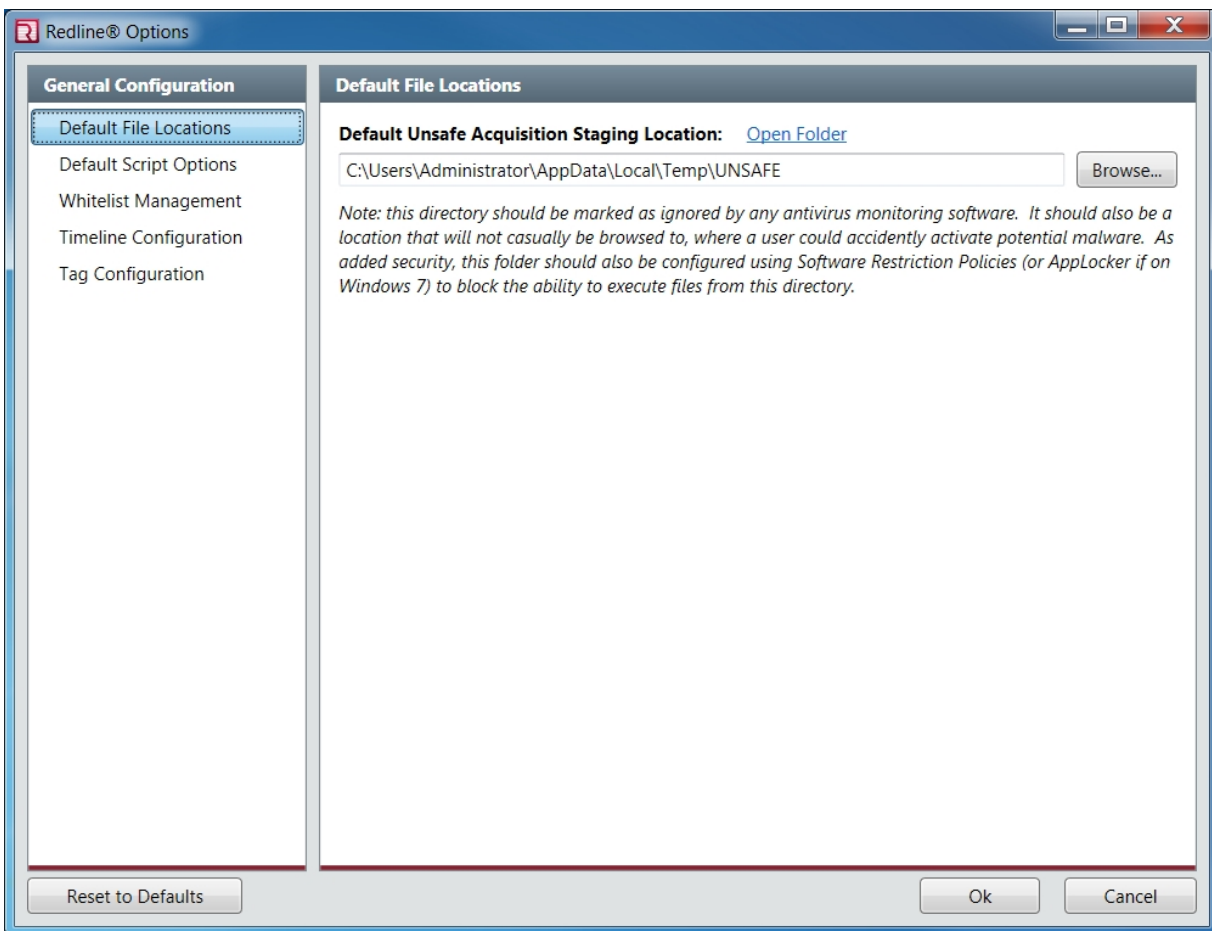 Redline® Options
General Configuration
Default File Locations
Default Script Options
Whitelist Management
Timeline Configuration
Tag Configuration
Default File Locations
Default Unsafe Acquisition Staging Location: Open Folder
C:\Users\Administrator\AppData\Local\Temp\UNSAFE Browse...
Note: this directory should be marked as ignored by any antivirus monitoring software. It should also be a
location that will not casually be browsed to, where a user could accidently activate potential malware. As
added security, this folder should also be configured using Software Restriction Policies (or AppLocker if on
Windows 7) to block the ability to execute files from this directory.
Reset to Defaults Ok Cancel